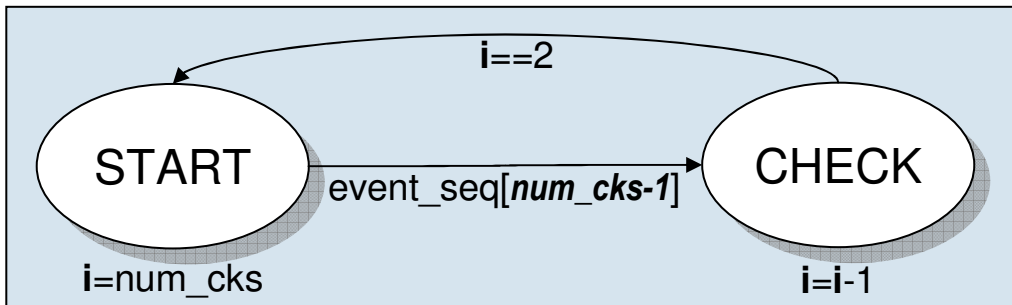 i==2
START
CHECK
event_seq[num_cks-1]
i=num_cks
i=i-1